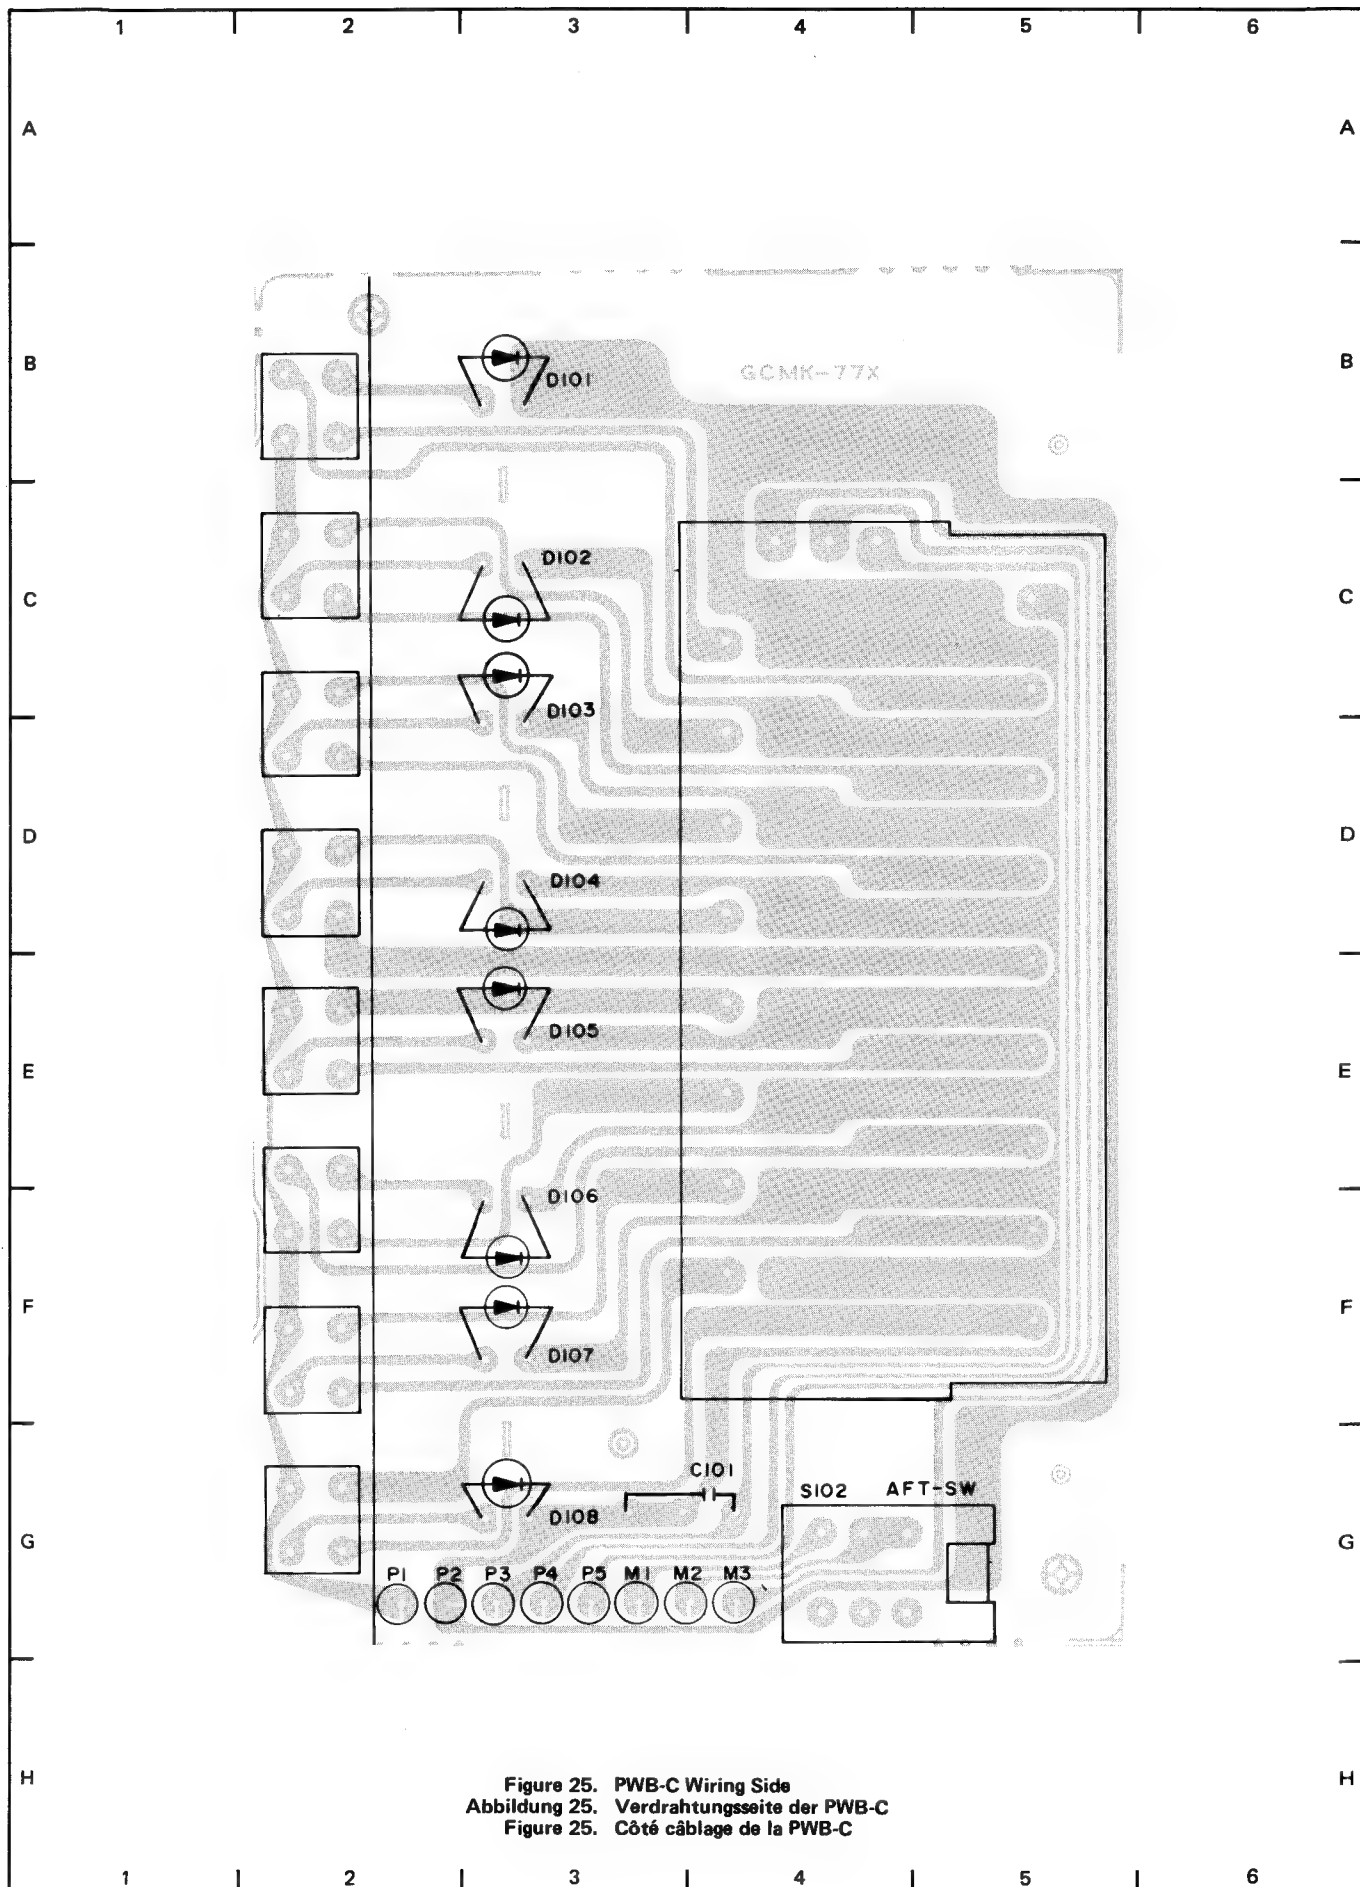 1 2 3 4 5 6
A A
B B
D101
GCMK-77X
D102
C C
D103
D D
D104
D105
E E
D106
F F
D107
C101
S102 AFT-SW
D108
G G
P1 P2 P3 P4 P5 M1 M2 M3
H H
Figure 25. PWB-C Wiring Side
Abbildung 25. Verdrahtungsseite der PWB-C
Figure 25. Côté câblage de la PWB-C
1 2 3 4 5 6